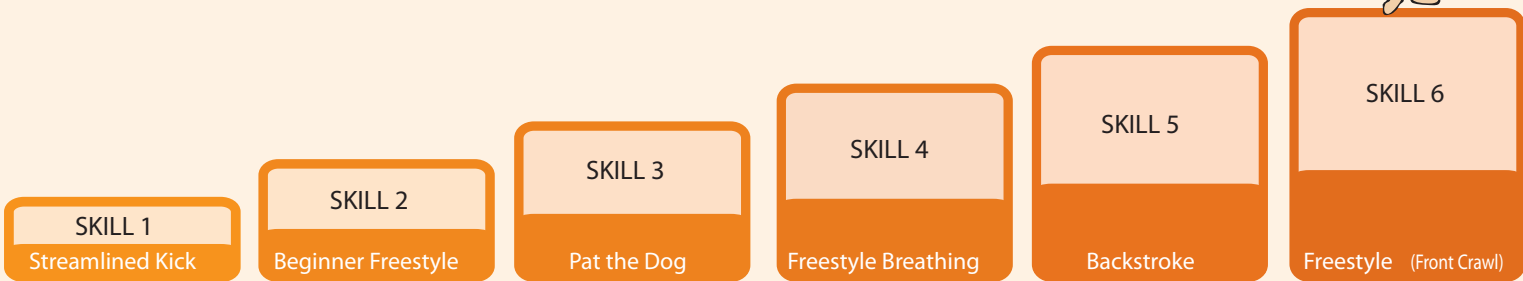 SKILL 1
Streamlined Kick
SKILL 2
Beginner Freestyle
SKILL 3
Pat the Dog
SKILL 4
Freestyle Breathing
SKILL 5
Backstroke
SKILL 6
Freestyle (Front Crawl)